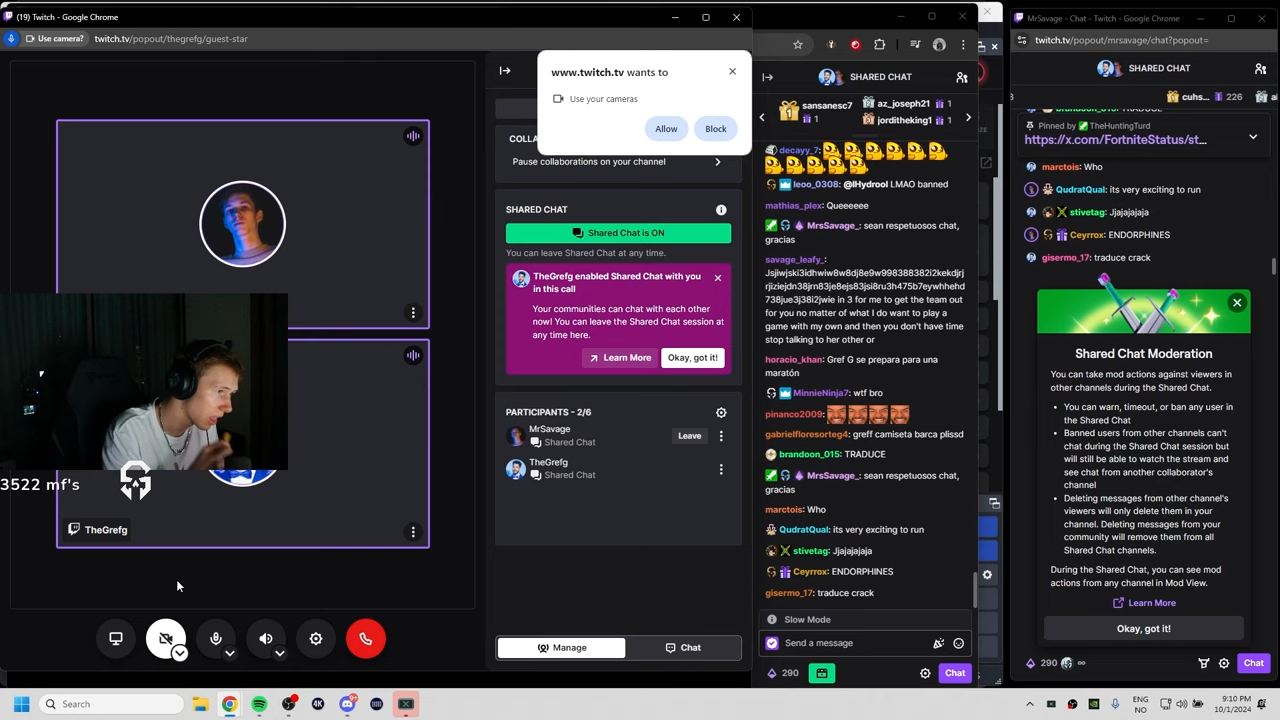 (19) Twitch - Google Chrome
Use camera?
twitch.tv/popout/thegrefg/guest-star
www.twitch.tv wants to
Use your cameras
Allow
Block
Pause collaborations on your channel
SHARED CHAT
Shared Chat is ON
You can leave Shared Chat at any time.
TheGrefg enabled Shared Chat with you
in this call
Your communities can chat with each other
now! You can leave the Shared Chat session at
any time here.
Learn More
Okay, got it!
PARTICIPANTS - 2/6
MrSavage
Shared Chat
Leave
TheGrefg
Shared Chat
3522 mf's
TheGrefg
Manage
Chat
SHARED CHAT
1
sansanesc7
1
az_joseph21
1
jorditheking1
1
decayy_7:
leoo_0308: @IHydrool LMAO banned
mathias_plex: Queeeeee
MrsSavage_: sean respetuosos chat,
gracias
savage_leafy_:
Jsjiwjski3idhwiw8w8dj8e9w998388382i2kekdjrj
rjiziejdn38jrn83je8ejs83jsi8ru3h475b7eywhhehd
738jue3j38i2jwie in 3 for me to get the team out
for you no matter of what I do want to play a
game with my own and then you don't have time
stop talking to her other or
horacio_khan: Gref G se prepara para una
maratón
MinnieNinja7: wtf bro
pinanco2009:
gabrielfloresorteg4: greff camiseta barca plissd
brandoon_015: TRADUCE
MrsSavage_: sean respetuosos chat,
gracias
marctois: Who
QudratQual: its very exciting to run
stivetag: Jjajajajaja
Ceyrrox: ENDORPHINES
gisermo_17: traduce crack
Slow Mode
Send a message
290
Chat
MrSavage - Chat - Twitch - Google Chrome
twitch.tv/popout/mrsavage/chat?popout=
SHARED CHAT
3
cuhs...
226
al
brandoon_015: TRADUCE
Pinned by TheHuntingTurd
https://x.com/FortniteStatus/st...
marctois: Who
QudratQual: its very exciting to run
stivetag: Jjajajajaja
Ceyrrox: ENDORPHINES
gisermo_17: traduce crack
Shared Chat Moderation
You can take mod actions against viewers
in other channels during the Shared Chat.
• You can warn, timeout, or ban any user in
the Shared Chat
• Banned users from other channels can't
chat during the Shared Chat session but
will still be able to watch the stream and
see chat from another collaborator's
channel
• Deleting messages from other channel's
viewers will only delete them in your
channel. Deleting messages from your
community will remove them from all
Shared Chat channels.
During the Shared Chat, you can see mod
actions from any channel in Mod View.
Learn More
Okay, got it!
290
∞
Chat
Search
4K
9+
ENG
NO
9:10 PM
10/1/2024